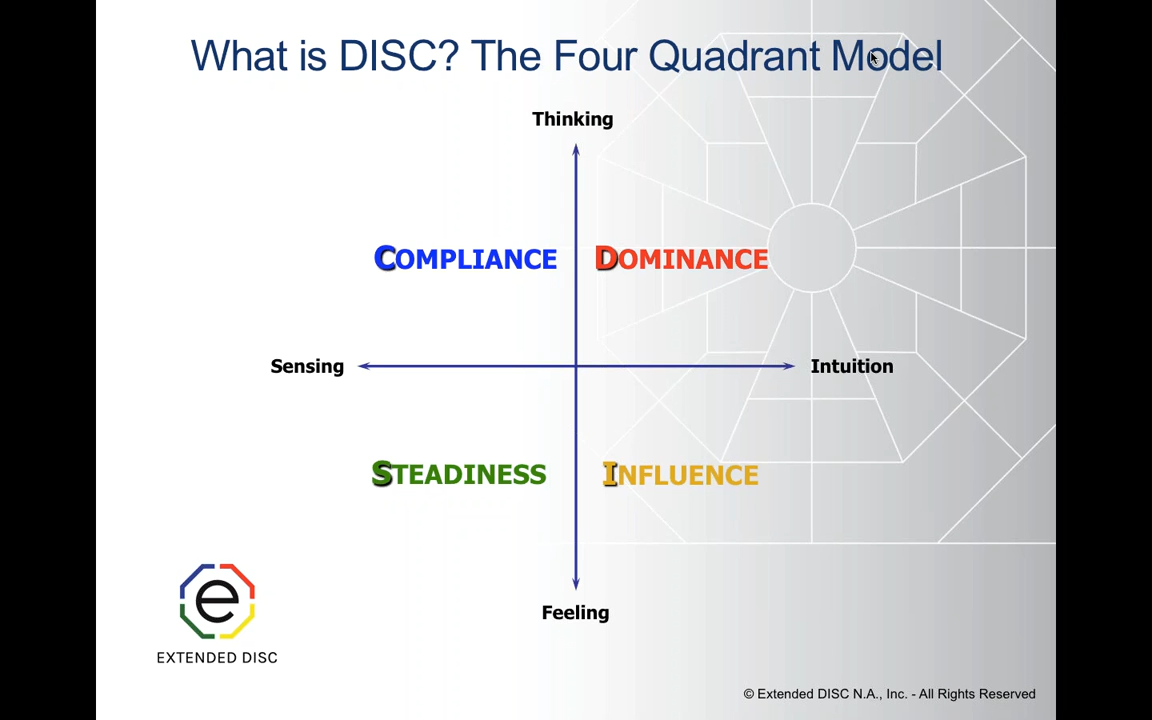 What is DISC? The Four Quadrant Model
Thinking
COMPLIANCE DOMINANCE
Sensing Intuition
STEADINESS INFLUENCE
Feeling
e
EXTENDED DISC
© Extended DISC N.A., Inc. - All Rights Reserved